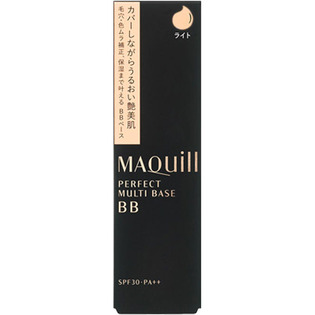 カバーしながらうるおい艶美肌
毛穴・色ムラ補正、保湿まで叶えるBBベース
ライト
MAQuill
PERFECT
MULTI BASE
BB
SPF30・PA++